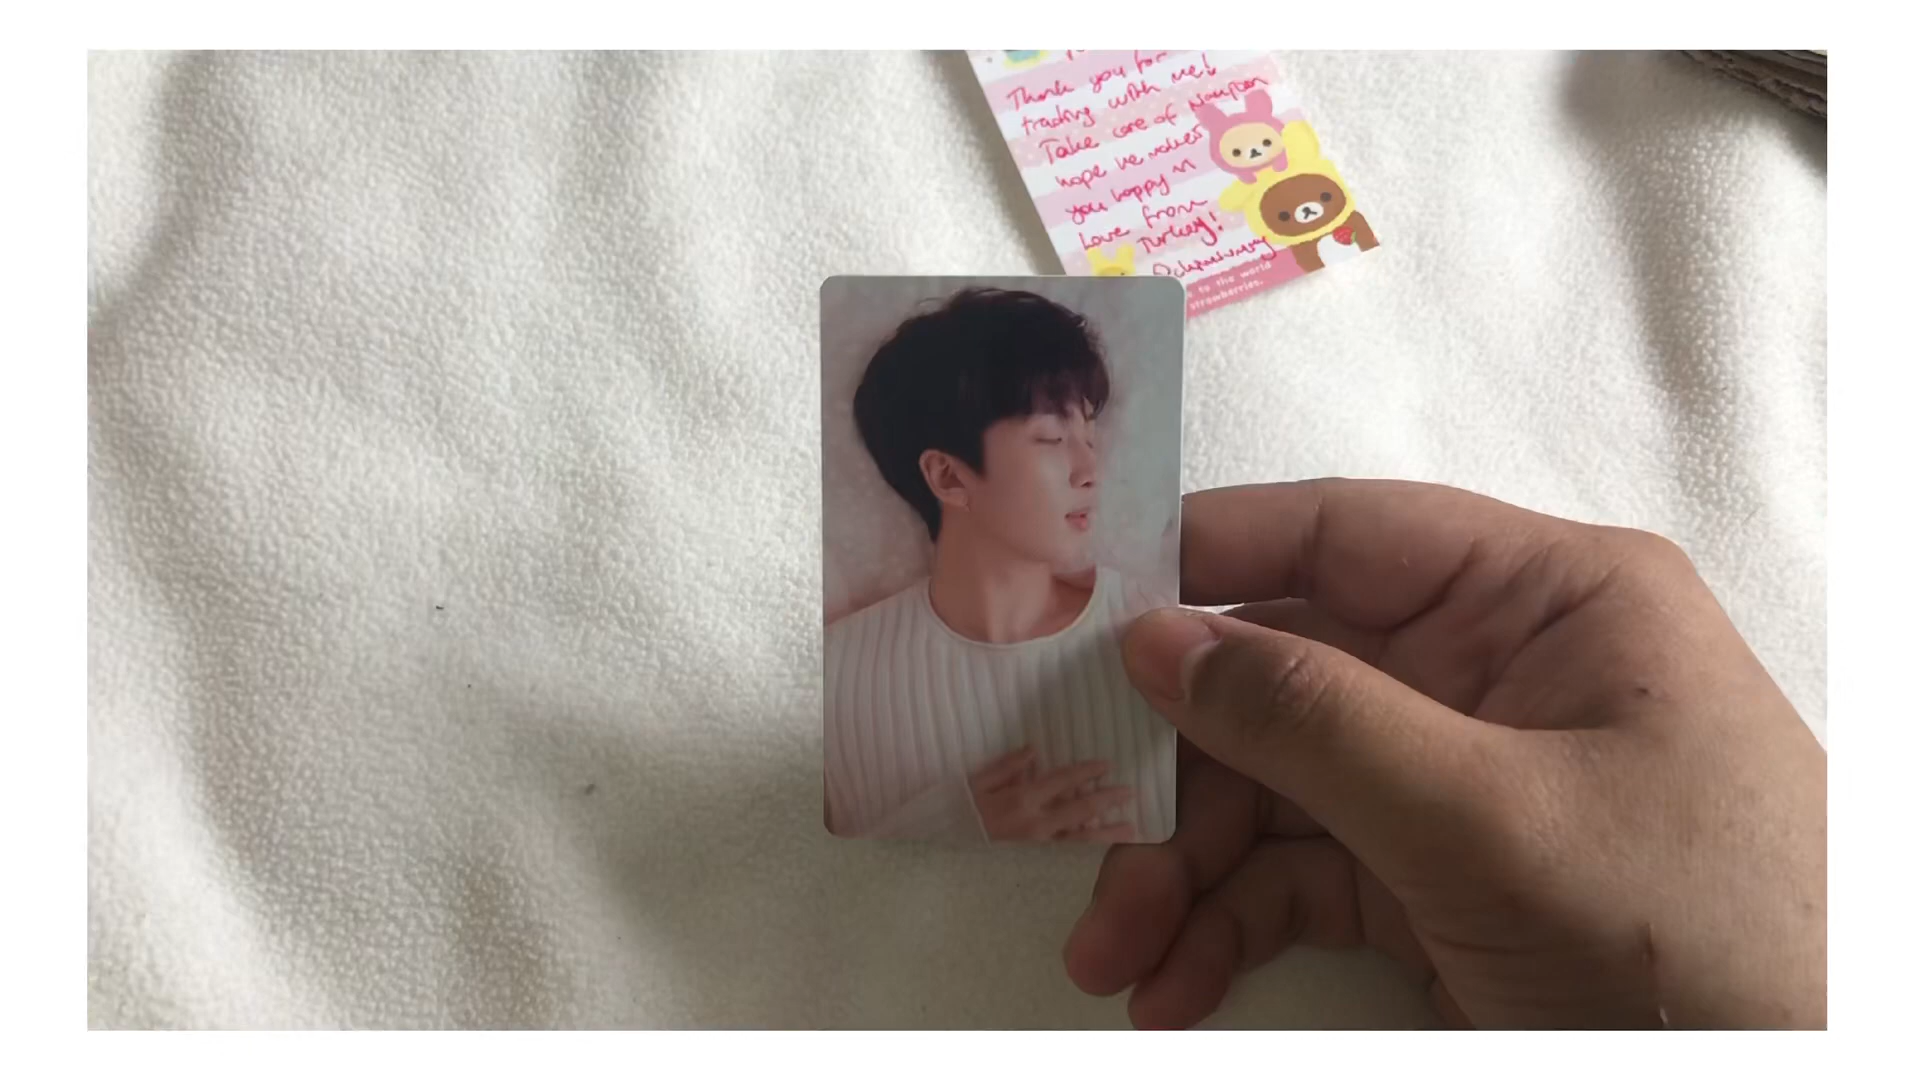 Thank you for
trading with me!
Take care of Namjoon
hope he makes
you happy :)
Love from
Turkey!
to the world
strawberries.